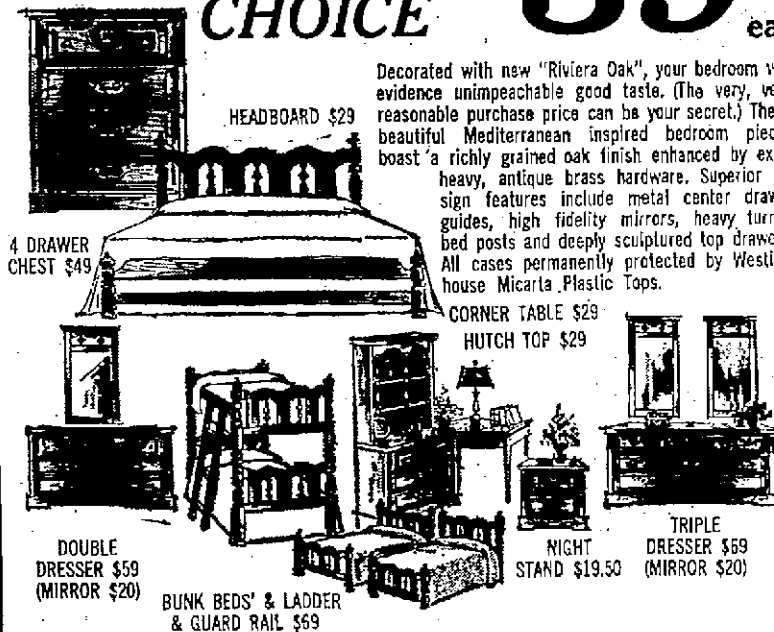 CHOICE
ea
Decorated with new "Riviera Oak", your bedroom
evidence unimpeachable good taste. (The very,
reasonable purchase price can be your secret.) The
beautiful Mediterranean inspired bedroom piec
boast a richly grained oak finish enhanced by ex
heavy, antique brass hardware. Superior
sign features include metal center draw
guides, high fidelity mirrors, heavy turn
bed posts and deeply sculptured top drawe
All cases permanently protected by Westi
house Micarta Plastic Tops.
HEADBOARD $29
4 DRAWER
CHEST $49
CORNER TABLE $29
HUTCH TOP $29
DOUBLE
DRESSER $59
(MIRROR $20)
BUNK BEDS' & LADDER
& GUARD RAIL $69
NIGHT
STAND $19.50
TRIPLE
DRESSER $69
(MIRROR $20)